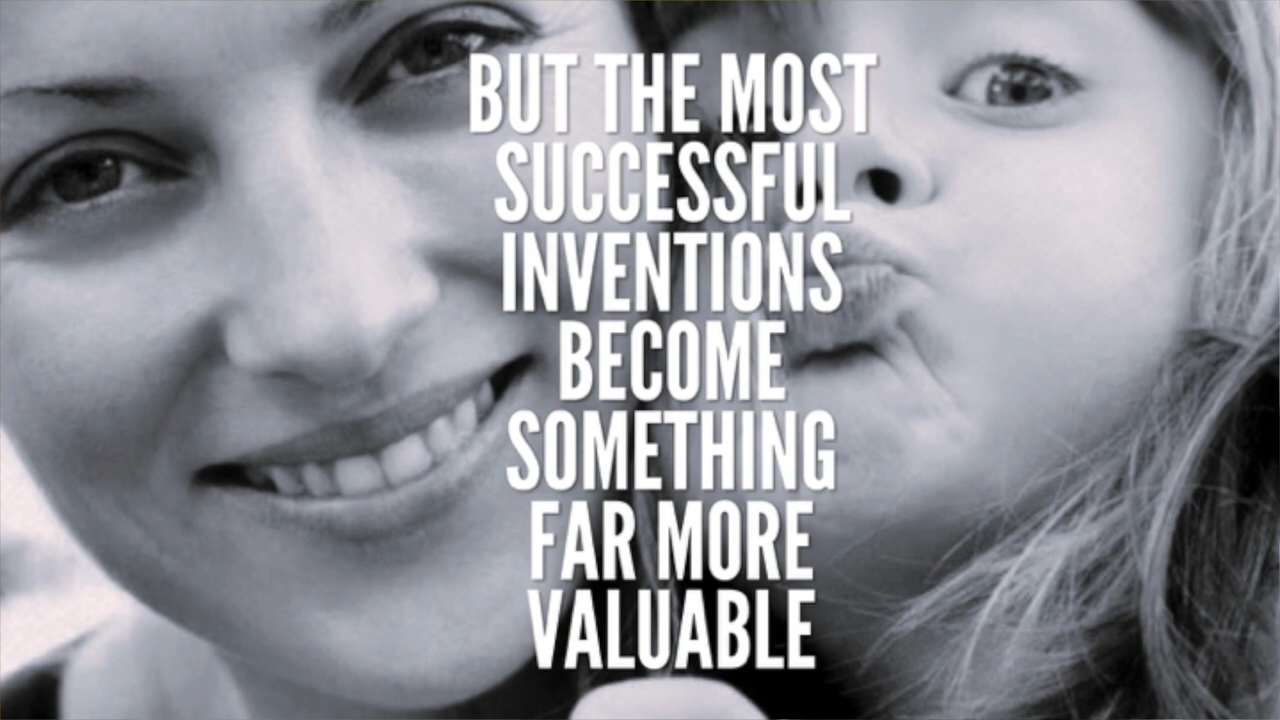 BUT THE MOST
SUCCESSFUL
INVENTIONS
BECOME
SOMETHING
FAR MORE
VALUABLE